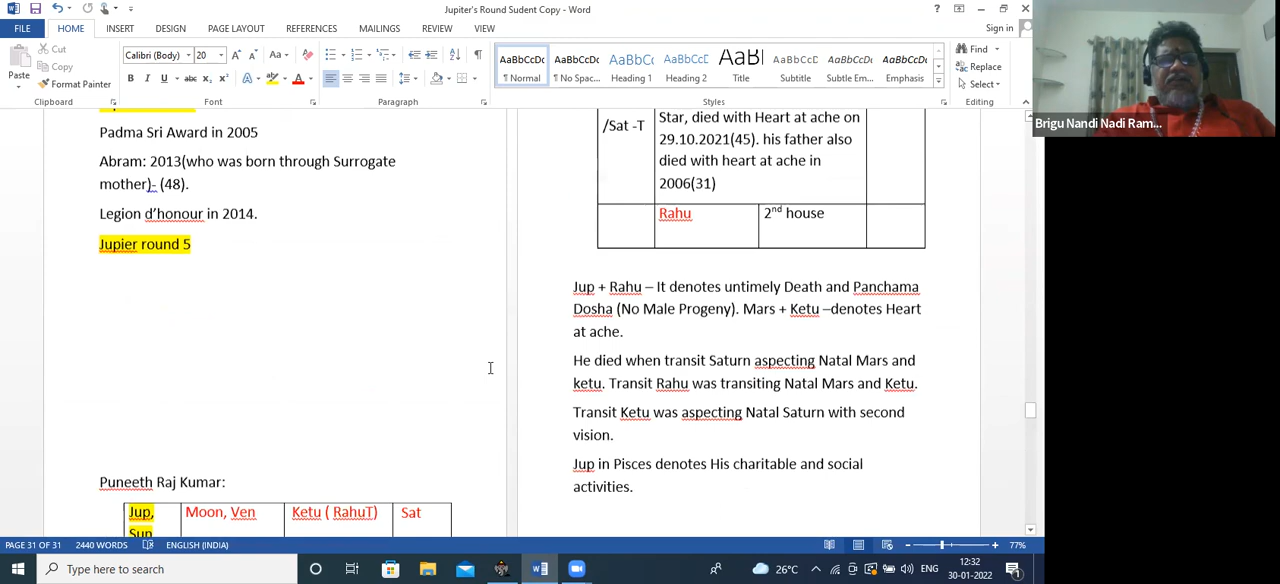 Jupiter's Round Sudent Copy - Word
Sign in
FILE
HOME
INSERT
DESIGN
PAGE LAYOUT
REFERENCES
MAILINGS
REVIEW
VIEW
Paste
Cut
Copy
Format Painter
Calibri (Body)
20
AaBbCcDc
¶ Normal
AaBbCcDc
¶ No Spac...
AaBbCc
Heading 1
AaBbCc
Heading 2
AaBl
Title
AaBbCcD
Subtitle
AaBbCcDc
Subtle Em...
AaBbCcDc
Emphasis
Find
Replace
Select
Clipboard
Font
Paragraph
Styles
Editing
Brigu Nandi Nadi Ram...
Padma Sri Award in 2005
Abram: 2013(who was born through Surrogate
mother)- (48).
Legion d'honour in 2014.
Jupier round 5
Puneeth Raj Kumar:
Jup,
Sun
Moon, Ven
Ketu ( RahuT)
Sat
/Sat -T
Star, died with Heart at ache on
29.10.2021(45). his father also
died with heart at ache in
2006(31)
Rahu
2nd house
Jup + Rahu – It denotes untimely Death and Panchama
Dosha (No Male Progeny). Mars + Ketu –denotes Heart
at ache.
He died when transit Saturn aspecting Natal Mars and
ketu. Transit Rahu was transiting Natal Mars and Ketu.
Transit Ketu was aspecting Natal Saturn with second
vision.
Jup in Pisces denotes His charitable and social
activities.
PAGE 31 OF 31
2440 WORDS
ENGLISH (INDIA)
77%
Type here to search
26°C
ENG
12:32
30-01-2022